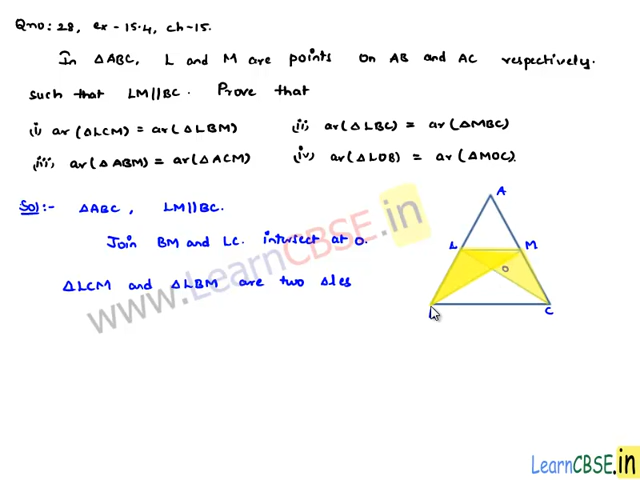 Qno: 28, ex - 15.4, ch-15.
In ΔABC, L and M are points on AB and AC respectively.
such that LM||BC. Prove that
(i) ar(ΔLCM) = ar(ΔLBM) (ii) ar(ΔLBC) = ar(ΔMBC)
(iii) ar(ΔABM) = ar(ΔACM) (iv) ar(ΔLOB) = ar(ΔMOC).
Sol:- ΔABC, LM||BC.
Join BM and LC. intersect at O.
ΔLCM and ΔLBM are two Δles
A
L M
O
C
www.LearnCBSE.in
LearnCBSE.in